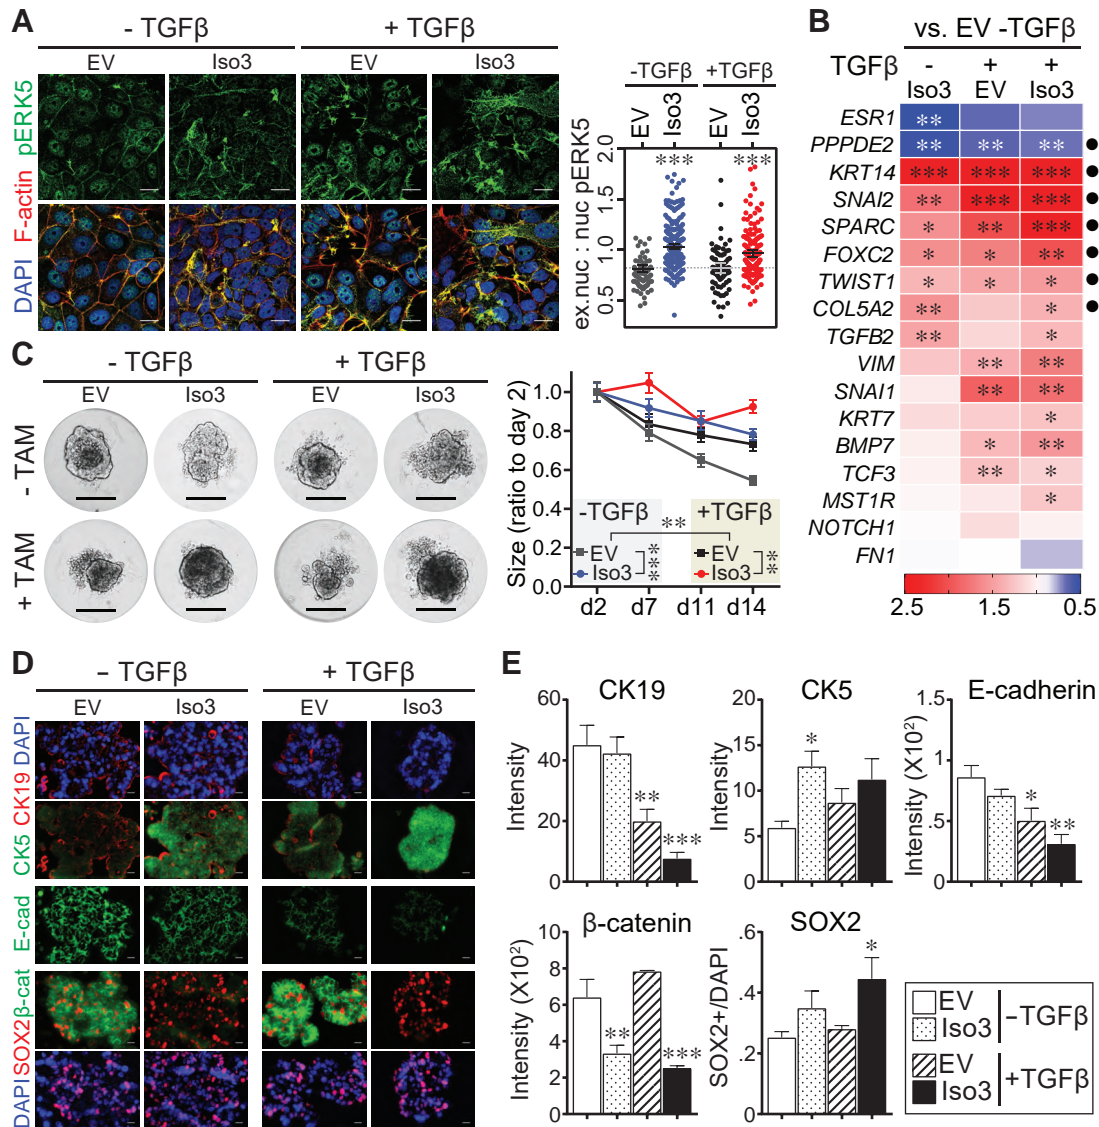 A
- TGFβ
+ TGFβ
EV
Iso3
EV
Iso3
DAPI F-actin pERK5
-TGFβ +TGFβ
EV
Iso3
EV
Iso3
ex.nuc : nuc pERK5
2.0
1.5
1.0
0.5
***
***
B
vs. EV -TGFβ
TGFβ - + +
Iso3 EV Iso3
ESR1 **
PPPDE2 ** ** ** ●
KRT14 *** *** *** ●
SNAI2 ** *** *** ●
SPARC * ** *** ●
FOXC2 * * ** ●
TWIST1 * * * ●
COL5A2 ** * ●
TGFB2 ** *
VIM ** **
SNAI1 ** **
KRT7 *
BMP7 * **
TCF3 ** *
MST1R *
NOTCH1
FN1
2.5 1.5 0.5
C
- TGFβ
+ TGFβ
EV
Iso3
EV
Iso3
- TAM
+ TAM
Size (ratio to day 2)
1.0
0.8
0.6
0.4
0.2
0.0
-TGFβ ** +TGFβ
EV
Iso3
***
EV
Iso3
**
d2 d7 d11 d14
D
– TGFβ
+ TGFβ
EV
Iso3
EV
Iso3
CK19 DAPI
CK5
E-cad
SOX2 β-cat
DAPI
E
CK19
Intensity
60
40
20
0
**
***
CK5
Intensity
20
15
10
5
0
*
E-cadherin
Intensity (X10²)
1.5
1
.5
0
*
**
β-catenin
Intensity (X10²)
10
8
6
4
2
0
**
***
SOX2
SOX2+/DAPI
.6
.4
.2
0
*
EV
Iso3
–TGFβ
EV
Iso3
+TGFβ